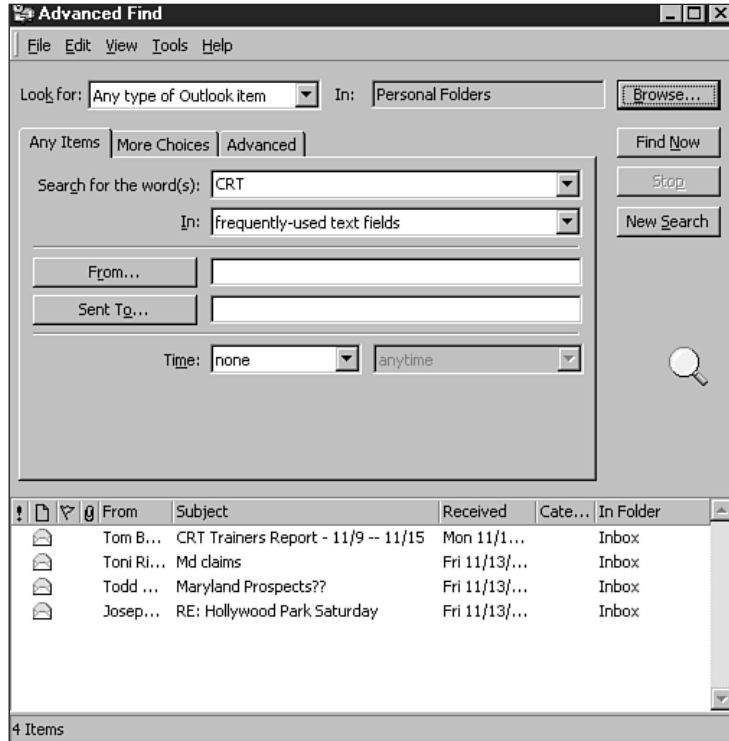 Advanced Find
File Edit View Tools Help
Look for: Any type of Outlook item In: Personal Folders Browse...
Any Items More Choices Advanced Find Now
Search for the word(s): CRT Stop
In: frequently-used text fields New Search
From...
Sent To...
Time: none anytime
! From Subject Received Cate... In Folder
Tom B... CRT Trainers Report - 11/9 -- 11/15 Mon 11/1... Inbox
Toni Ri... Md claims Fri 11/13/... Inbox
Todd ... Maryland Prospects?? Fri 11/13/... Inbox
Josep... RE: Hollywood Park Saturday Fri 11/13/... Inbox
4 Items